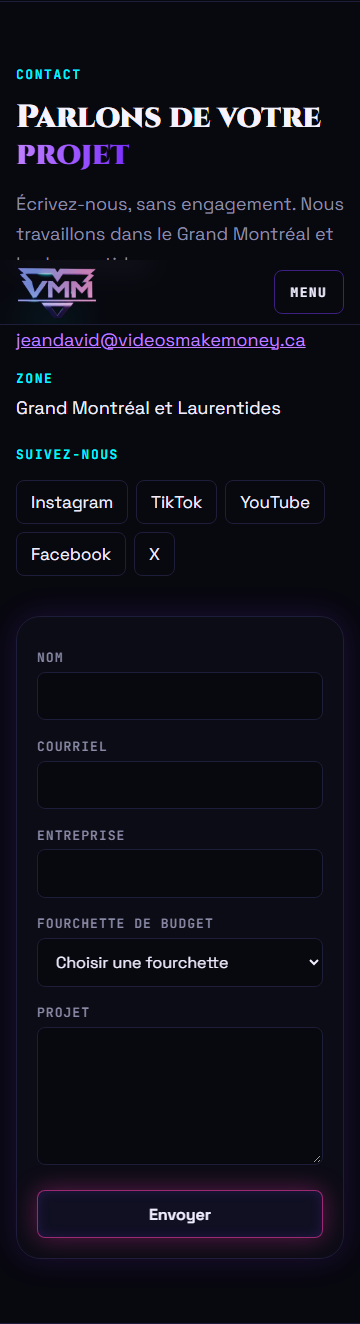 CONTACT
PARLONS DE VOTRE
PROJET
Écrivez-nous, sans engagement. Nous
travaillons dans le Grand Montréal et
VMM
MENU
jeandavid@videosmakemoney.ca
ZONE
Grand Montréal et Laurentides
SUIVEZ-NOUS
Instagram
TikTok
YouTube
Facebook
X
NOM
COURRIEL
ENTREPRISE
FOURCHETTE DE BUDGET
Choisir une fourchette
PROJET
Envoyer